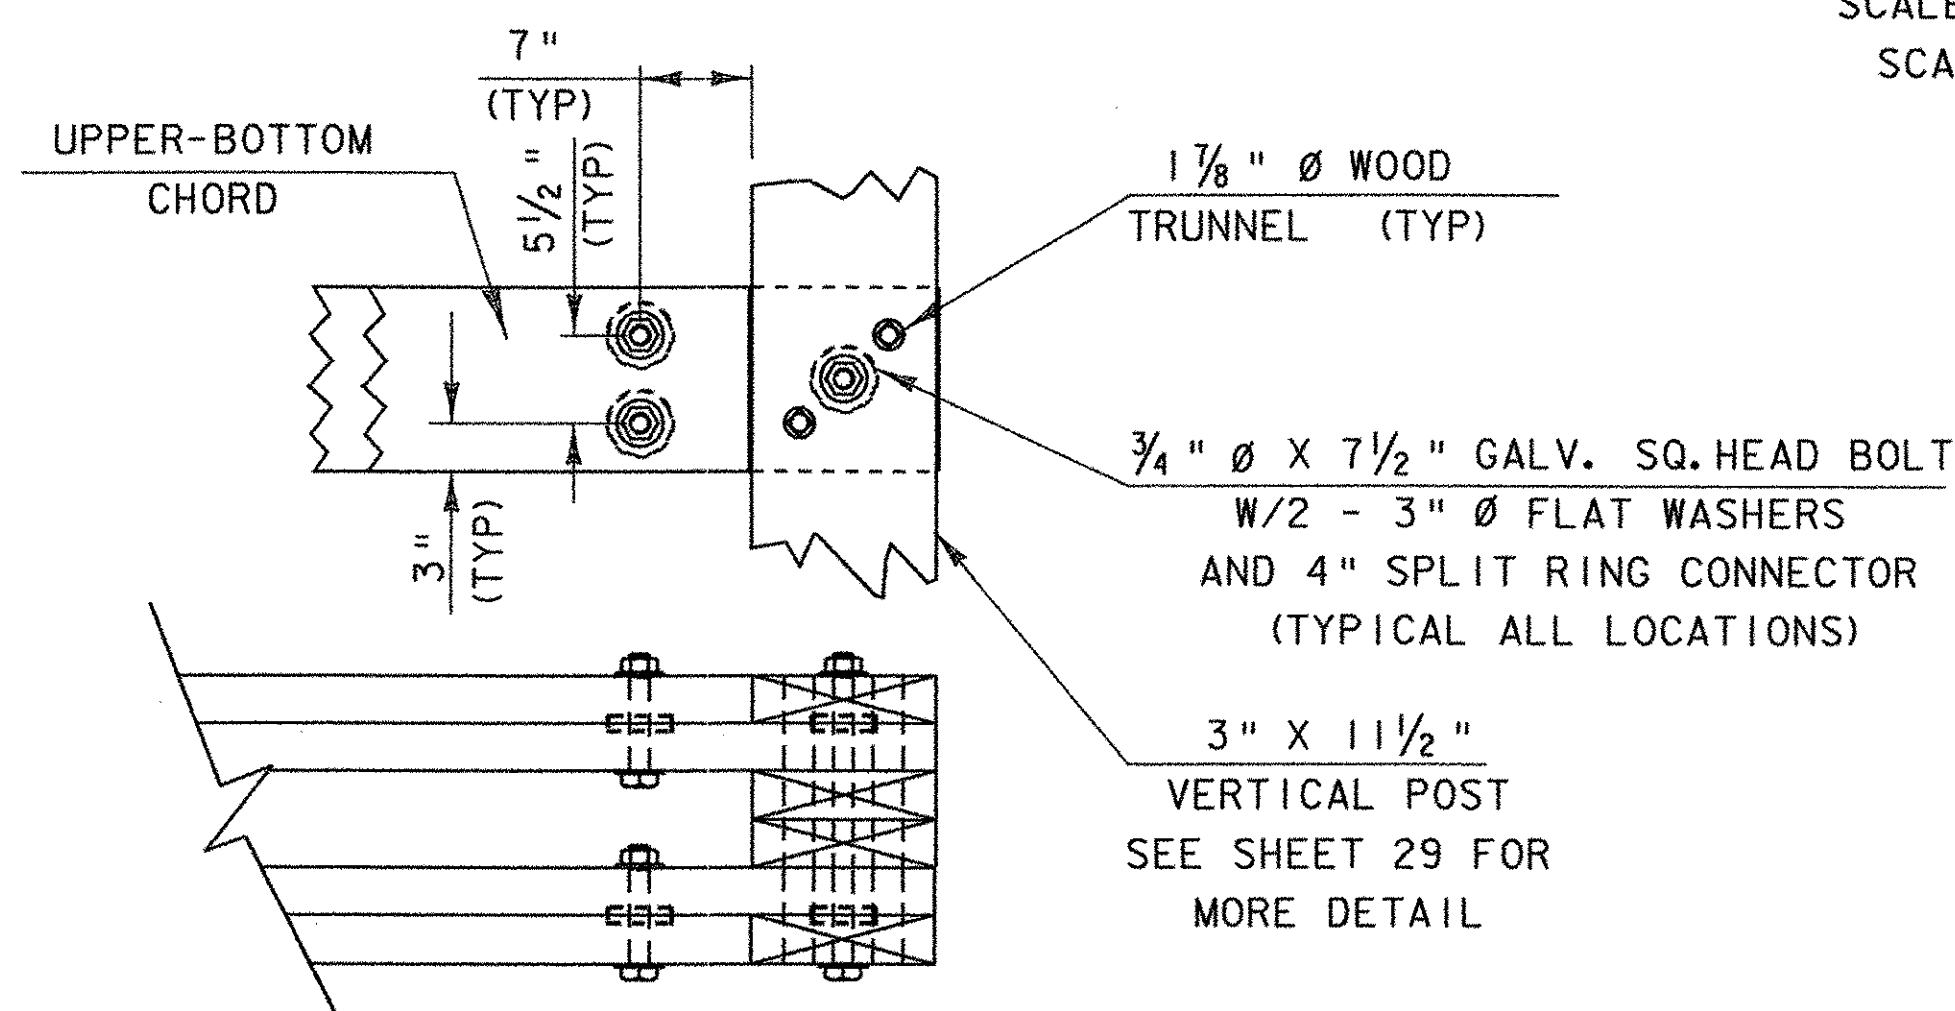 SCALE
SCA
7"
(TYP)
UPPER-BOTTOM
CHORD
5½"
(TYP)
1⅞" Ø WOOD
TRUNNEL (TYP)
¾" Ø X 7½" GALV. SQ. HEAD BOLT
W/2 - 3" Ø FLAT WASHERS
AND 4" SPLIT RING CONNECTOR
(TYPICAL ALL LOCATIONS)
3"
(TYP)
3" X 11½"
VERTICAL POST
SEE SHEET 29 FOR
MORE DETAIL